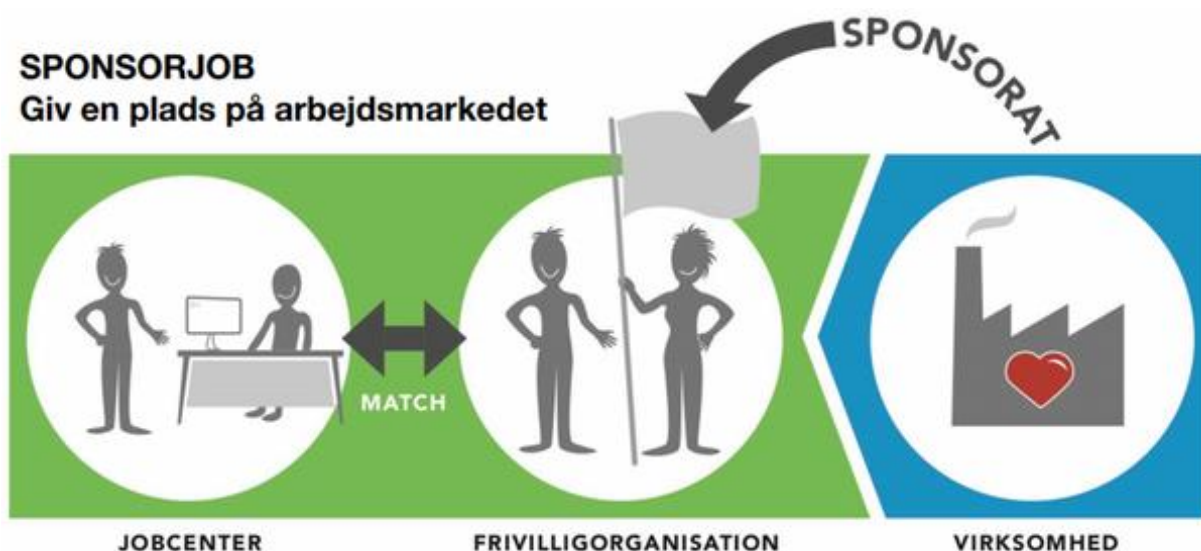 SPONSORJOB
Giv en plads på arbejdsmarkedet
SPONSORAT
MATCH
JOBCENTER
FRIVILLIGORGANISATION
VIRKSOMHED